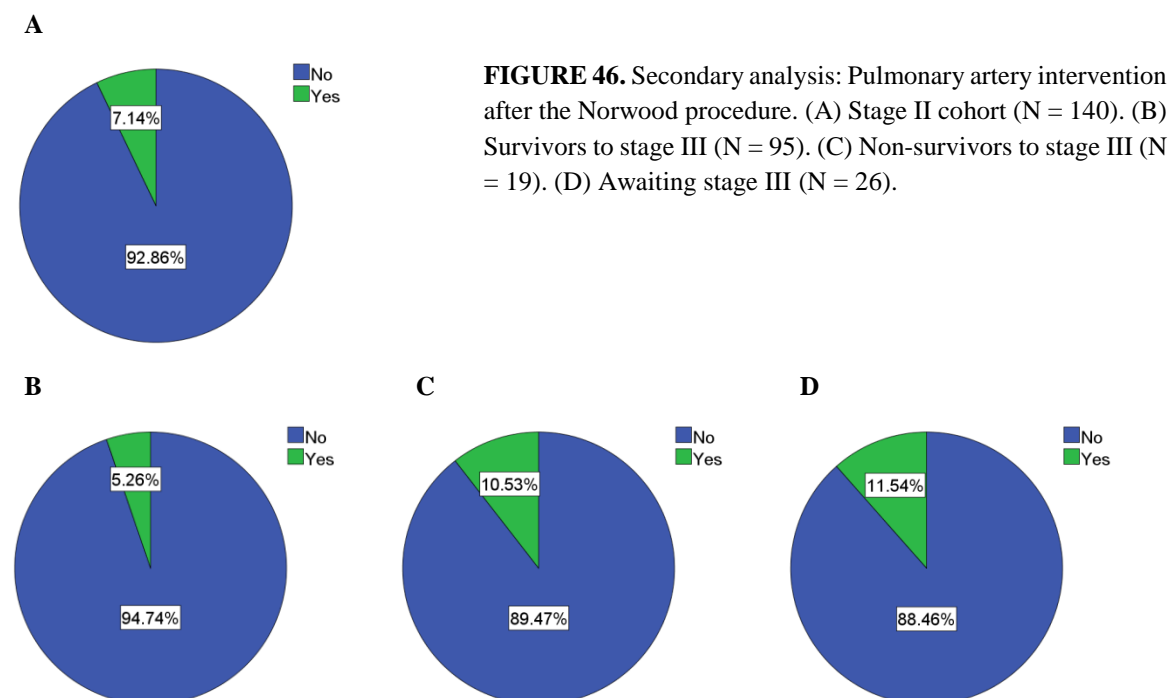 A
No
Yes
7.14%
92.86%
FIGURE 46. Secondary analysis: Pulmonary artery intervention
after the Norwood procedure. (A) Stage II cohort (N = 140). (B)
Survivors to stage III (N = 95). (C) Non-survivors to stage III (N
= 19). (D) Awaiting stage III (N = 26).
B
No
Yes
5.26%
94.74%
C
No
Yes
10.53%
89.47%
D
No
Yes
11.54%
88.46%